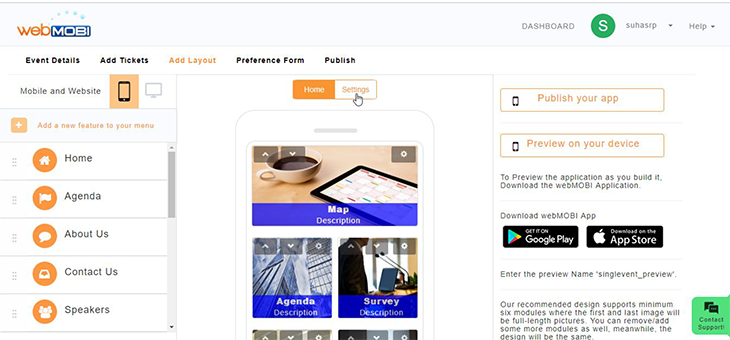 webMOBI
DASHBOARD
S
suhasrp
Help
Event Details
Add Tickets
Add Layout
Preference Form
Publish
Mobile and Website
Add a new feature to your menu
Home
Agenda
About Us
Contact Us
Speakers
Home
Settings
Map
Description
Agenda
Description
Survey
Description
Publish your app
Preview on your device
To Preview the application as you build it,
Download the webMOBI Application.
Download webMOBI App
GET IT ON
Google Play
Download on the
App Store
Enter the preview Name 'singlevent_preview'.
Our recommended design supports minimum
six modules where the first and last image will
be full-length pictures. You can remove/add
some more modules as well, meanwhile, the
design will be the same.
Contact
Support!